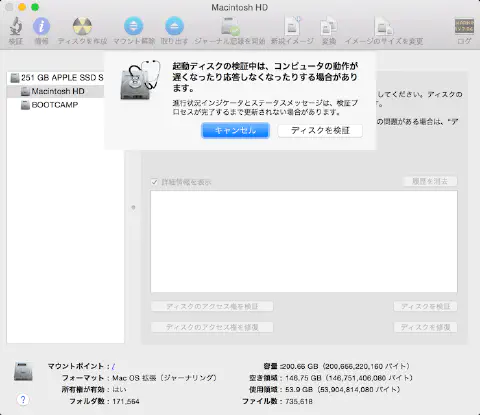 Macintosh HD
検証 情報 ディスクを作成 マウント解除 取り出す ジャーナル記録を開始 新規イメージ 変換 イメージのサイズを変更 ログ
251 GB APPLE SSD S
Macintosh HD
BOOTCAMP
起動ディスクの検証中は、コンピュータの動作が
遅くなったり応答しなくなったりする場合があり
ます。
進行状況インジケータとステータスメッセージは、検証プ
ロセスが完了するまで更新されない場合があります。
キャンセル ディスクを検証
してください。ディスクの
す。
の問題がある場合は、"デ
詳細情報を表示 履歴を消去
ディスクのアクセス権を検証 ディスクを検証
ディスクのアクセス権を修復 ディスクを修復
マウントポイント : / 容量 : 200.66 GB (200,656,220,160 バイト)
フォーマット : Mac OS 拡張（ジャーナリング） 空き領域 : 146.75 GB (146,751,406,080 バイト)
所有権が有効 : はい 使用領域 : 53.9 GB (53,904,814,080 バイト)
フォルダ数 : 171,564 ファイル数 : 735,618
?